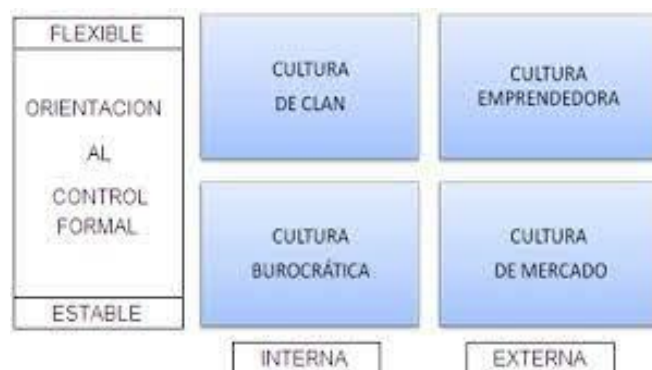 FLEXIBLE
ORIENTACION
AL
CONTROL
FORMAL
ESTABLE
CULTURA
DE CLAN
CULTURA
EMPRENDEDORA
CULTURA
BUROCRÁTICA
CULTURA
DE MERCADO
INTERNA
EXTERNA